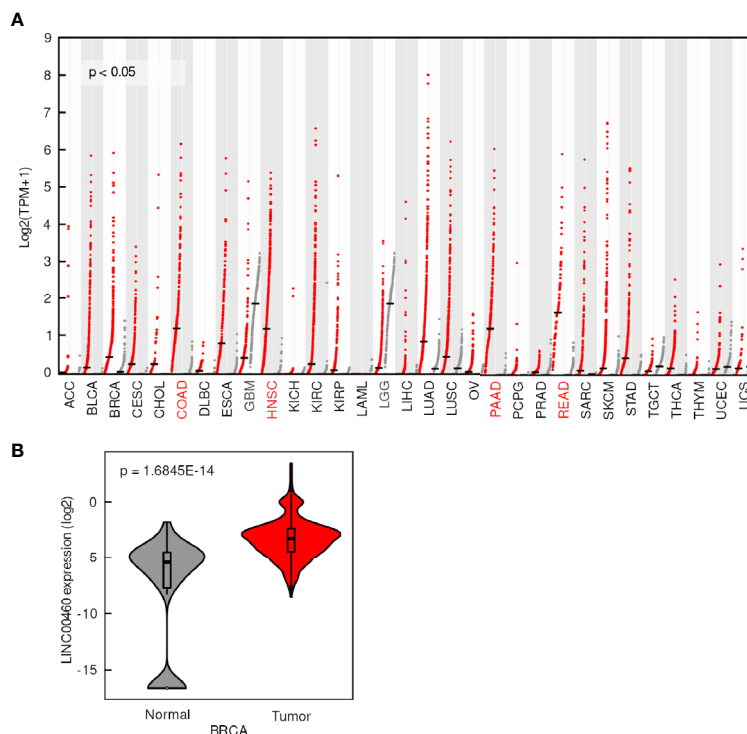 A
9
8
7
6
5
4
3
2
1
0
Log2(TPM+1)
p < 0.05
ACC
BLCA
BRCA
CESC
CHOL
COAD
DLBC
ESCA
GBM
HNSC
KICH
KIRC
KIRP
LAML
LGG
LIHC
LUAD
LUSC
OV
PAAD
PCPG
PRAD
READ
SARC
SKCM
STAD
TGCT
THCA
THYM
UCEC
UCS
B
p = 1.6845E-14
0
5
-10
-15
LINC00460 expression (log2)
Normal
Tumor
BRCA